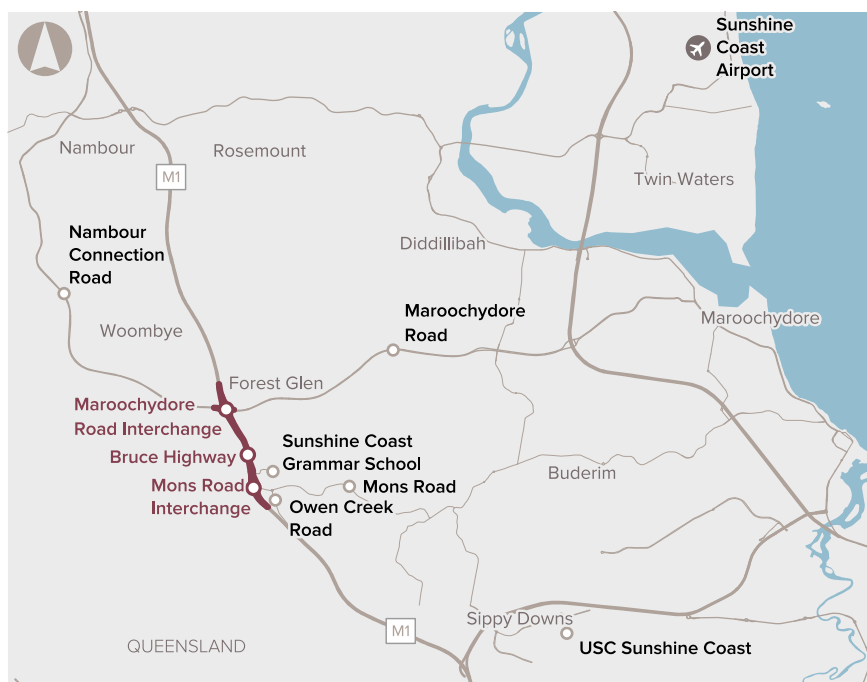 Sunshine
Coast
Airport
Nambour
Rosemount
M1
Twin Waters
Nambour
Connection
Road
Diddillibah
Maroochydore
Road
Maroochydore
Woombye
Forest Glen
Maroochydore
Road Interchange
Bruce Highway
Sunshine Coast
Grammar School
Mons Road
Interchange
Mons Road
Buderim
Owen Creek
Road
Sippy Downs
M1
QUEENSLAND
USC Sunshine Coast